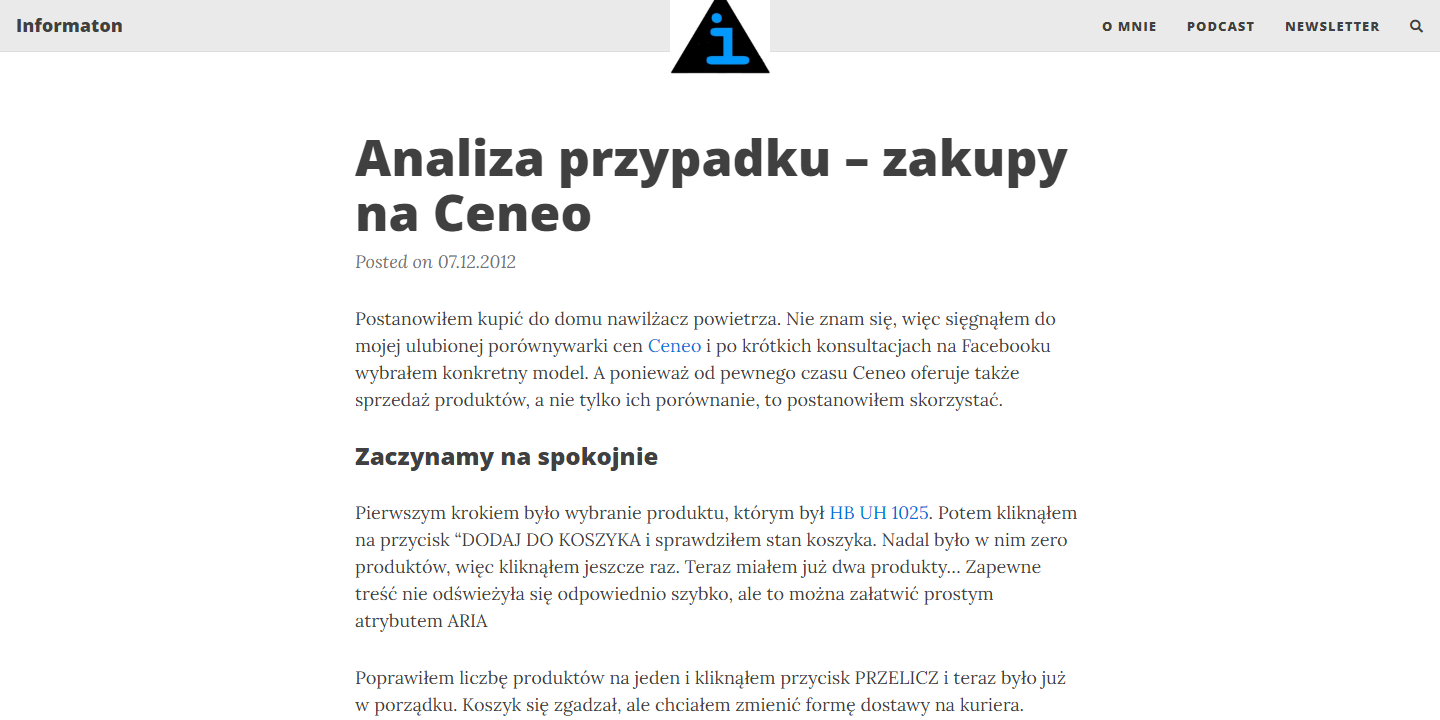 Informaton
i
O MNIE
PODCAST
NEWSLETTER
Analiza przypadku – zakupy
na Ceneo
Posted on 07.12.2012
Postanowiłem kupić do domu nawilżacz powietrza. Nie znam się, więc sięgnąłem do
mojej ulubionej porównywarki cen Ceneo i po krótkich konsultacjach na Facebooku
wybrałem konkretny model. A ponieważ od pewnego czasu Ceneo oferuje także
sprzedaż produktów, a nie tylko ich porównanie, to postanowiłem skorzystać.
Zaczynamy na spokojnie
Pierwszym krokiem było wybranie produktu, którym był HB UH 1025. Potem kliknąłem
na przycisk “DODAJ DO KOSZYKA i sprawdziłem stan koszyka. Nadal było w nim zero
produktów, więc kliknąłem jeszcze raz. Teraz miałem już dwa produkty… Zapewne
treść nie odświeżyła się odpowiednio szybko, ale to można załatwić prostym
atrybutem ARIA
Poprawiłem liczbę produktów na jeden i kliknąłem przycisk PRZELICZ i teraz było już
w porządku. Koszyk się zgadzał, ale chciałem zmienić formę dostawy na kuriera.